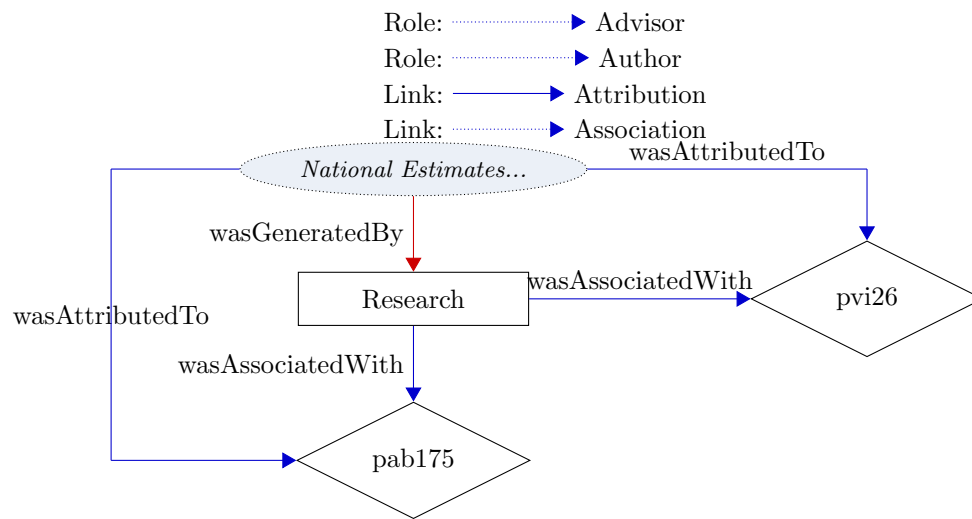 Role: Advisor
Role: Author
Link: Attribution
Link: Association
wasAttributedTo
National Estimates...
wasGeneratedBy
wasAssociatedWith
Research
pvi26
wasAttributedTo
wasAssociatedWith
pab175